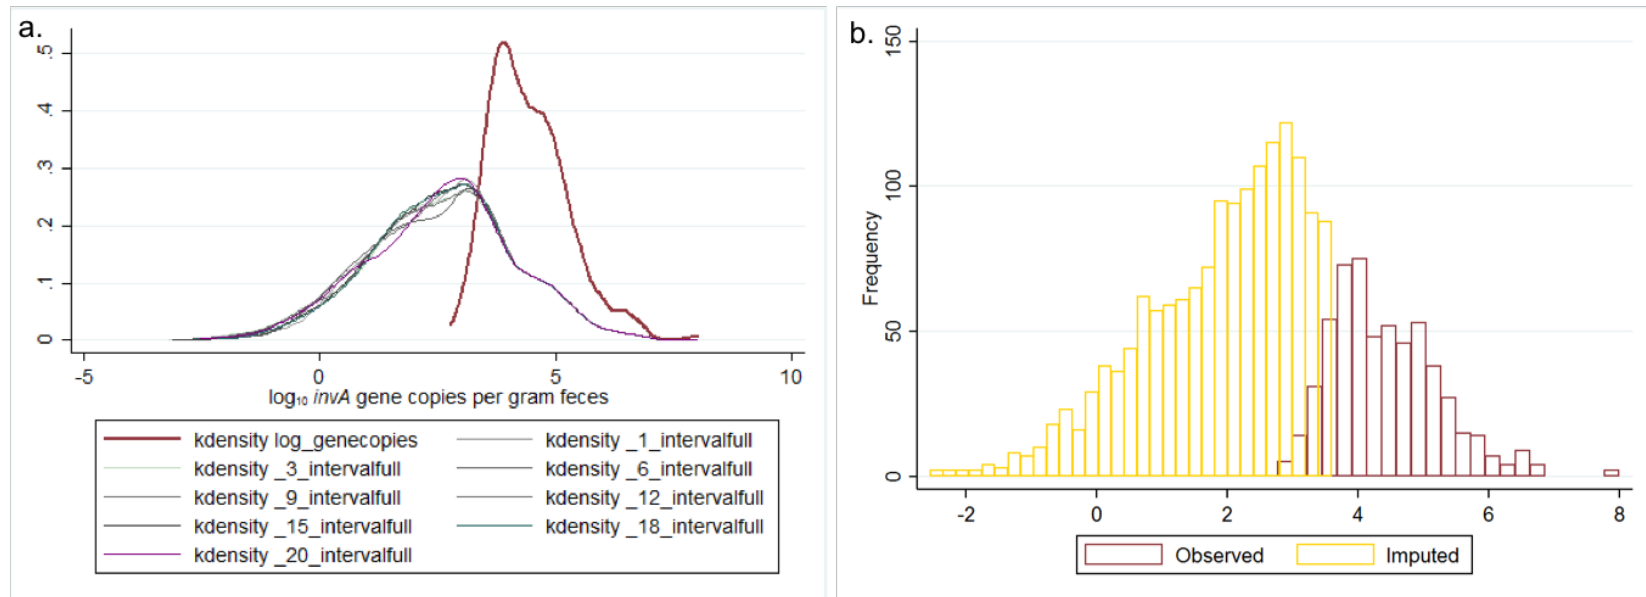 a.
.5
.4
.3
.2
.1
0
-5 0 5 10
log₁₀ invA gene copies per gram feces
kdensity log_genecopies kdensity _1_intervalfull
kdensity _3_intervalfull kdensity _6_intervalfull
kdensity _9_intervalfull kdensity _12_intervalfull
kdensity _15_intervalfull kdensity _18_intervalfull
kdensity _20_intervalfull
b.
150
100
50
0
Frequency
-2 0 2 4 6 8
Observed Imputed